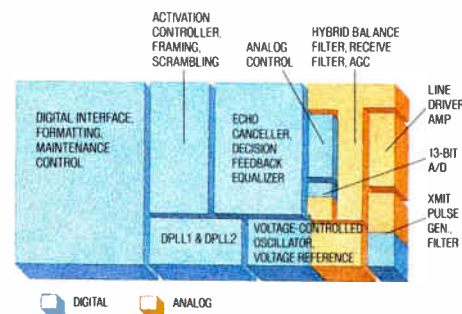 ACTIVATION
CONTROLLER,
FRAMING,
SCRAMBLING
ANALOG
CONTROL
HYBRID BALANCE
FILTER, RECEIVE
FILTER, AGC
LINE
DRIVER
AMP
13-BIT
A/D
XMIT
PULSE
GEN.,
FILTER
DIGITAL INTERFACE,
FORMATTING,
MAINTENANCE
CONTROL
ECHO
CANCELLER,
DECISION
FEEDBACK
EQUALIZER
DPLL1 & DPLL2
VOLTAGE-CONTROLLED
OSCILLATOR,
VOLTAGE REFERENCE
DIGITAL
ANALOG